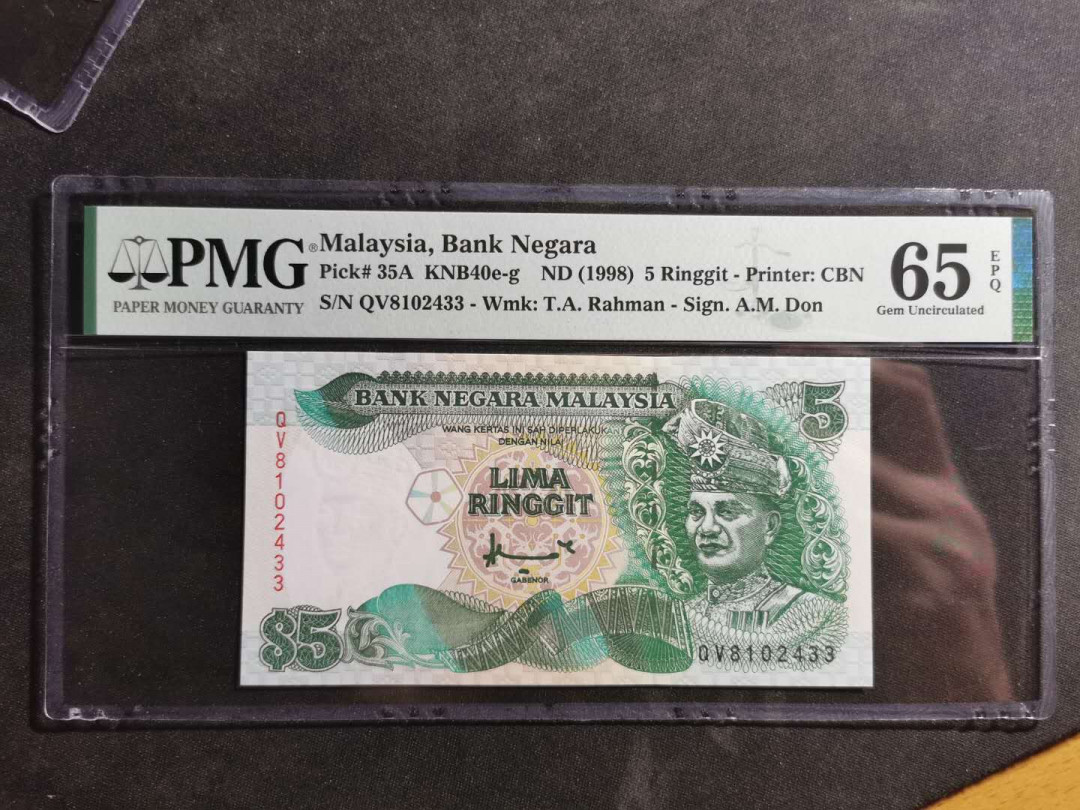 PMG®
PAPER MONEY GUARANTY
Malaysia, Bank Negara
Pick# 35A KNB40e-g ND (1998) 5 Ringgit - Printer: CBN
S/N QV8102433 - Wmk: T.A. Rahman - Sign. A.M. Don
65
Gem Uncirculated
EPQ
BANK NEGARA MALAYSIA
5
WANG KERTAS INI SAH DIPERLAKUKAN
DENGAN NILAI
QV8102433
LIMA
RINGGIT
GABENOR
$5
QV8102433